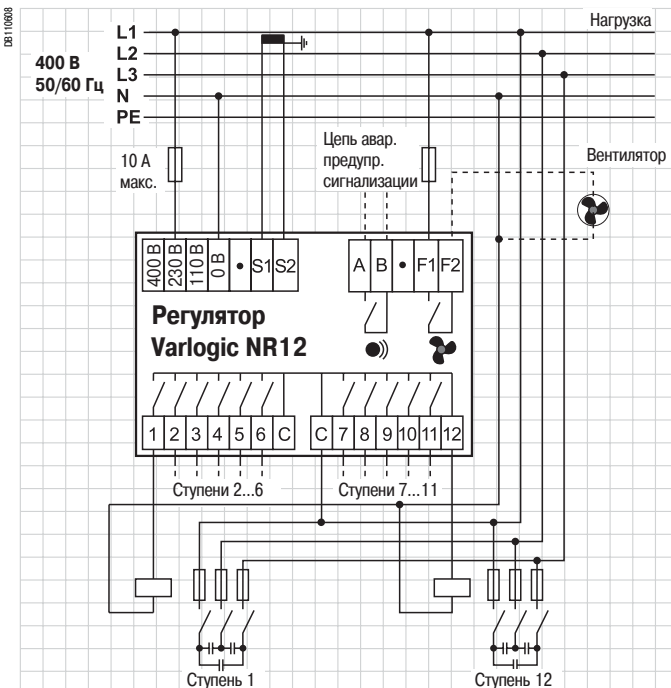 DB110608
L1
Нагрузка
400 В
L2
50/60 Гц
L3
N
PE
10 А
макс.
Цепь авар.
предупр.
сигнализации
Вентилятор
400 В 230 В 110 В 0 В • S1 S2
A B • F1 F2
Регулятор
Varlogic NR12
1 2 3 4 5 6 C
C 7 8 9 10 11 12
Ступени 2...6
Ступени 7...11
Ступень 1
Ступень 12